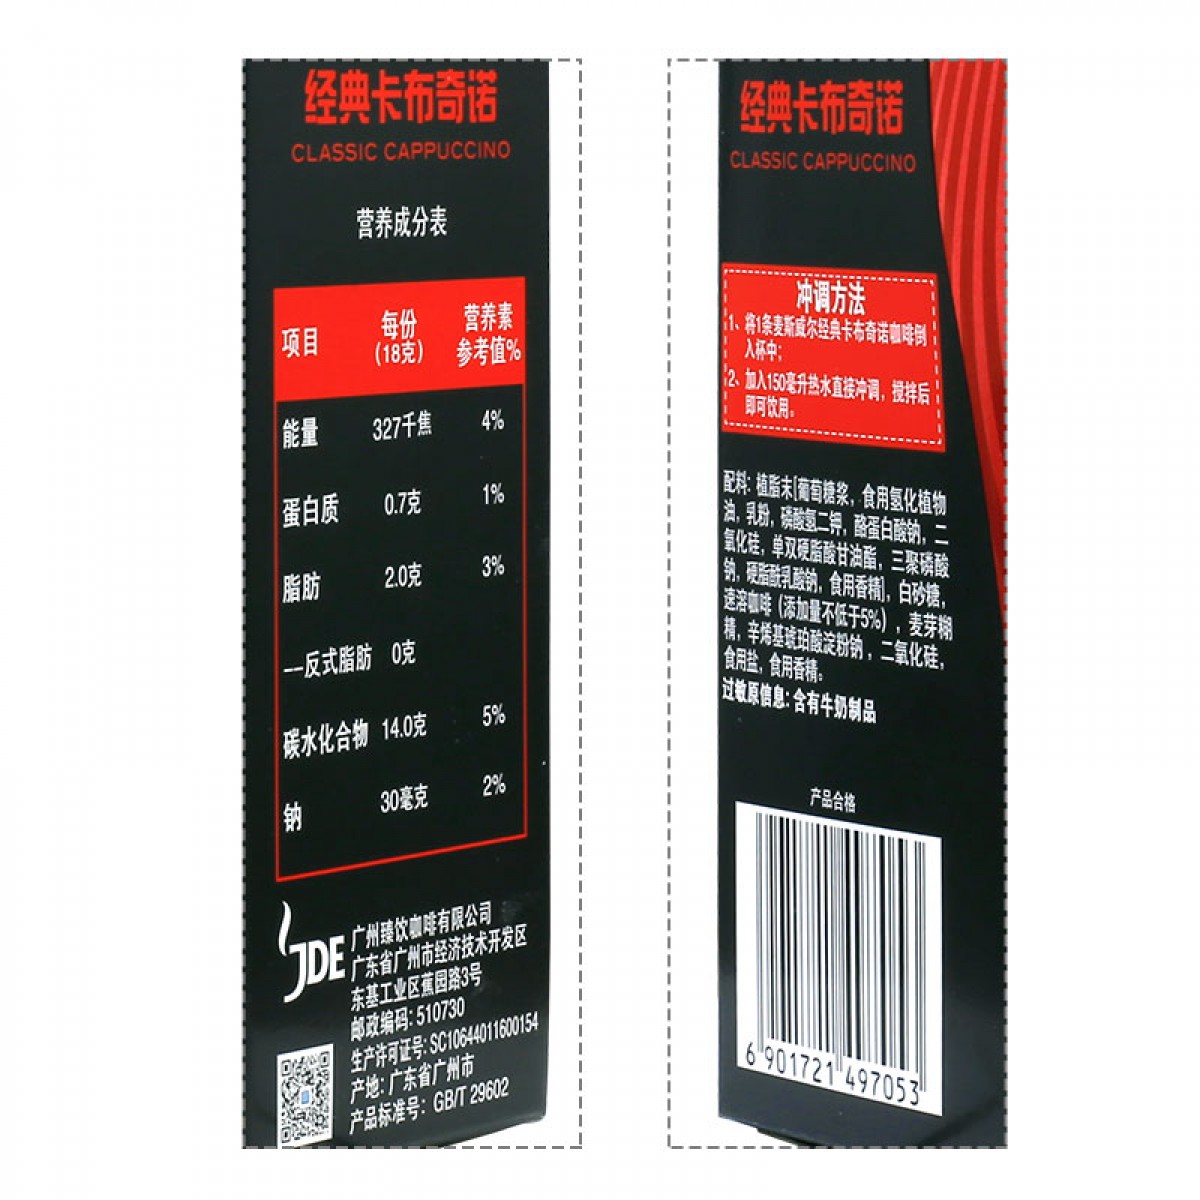 经典卡布奇诺
CLASSIC CAPPUCCINO
营养成分表
项目 每份(18克) 营养素参考值%
能量 327千焦 4%
蛋白质 0.7克 1%
脂肪 2.0克 3%
--反式脂肪 0克
碳水化合物 14.0克 5%
钠 30毫克 2%
JDE
广州臻饮咖啡有限公司
广东省广州市经济技术开发区
东基工业区蕉园路3号
邮政编码: 510730
生产许可证号: SC10644011600154
产地: 广东省广州市
产品标准号: GB/T 29602
经典卡布奇诺
CLASSIC CAPPUCCINO
冲调方法
1、将1条麦斯威尔经典卡布奇诺咖啡倒
入杯中;
2、加入150毫升热水直接冲调, 搅拌后
即可饮用。
配料: 植脂末[葡萄糖浆, 食用氢化植物
油, 乳粉, 磷酸氢二钾, 酪蛋白酸钠, 二
氧化硅, 单双硬脂酸甘油酯, 三聚磷酸
钠, 硬脂酰乳酸钠, 食用香精], 白砂糖,
速溶咖啡 (添加量不低于5%) , 麦芽糊
精, 辛烯基琥珀酸淀粉钠, 二氧化硅,
食用盐, 食用香精。
过敏原信息: 含有牛奶制品
产品合格
6 901721 497053